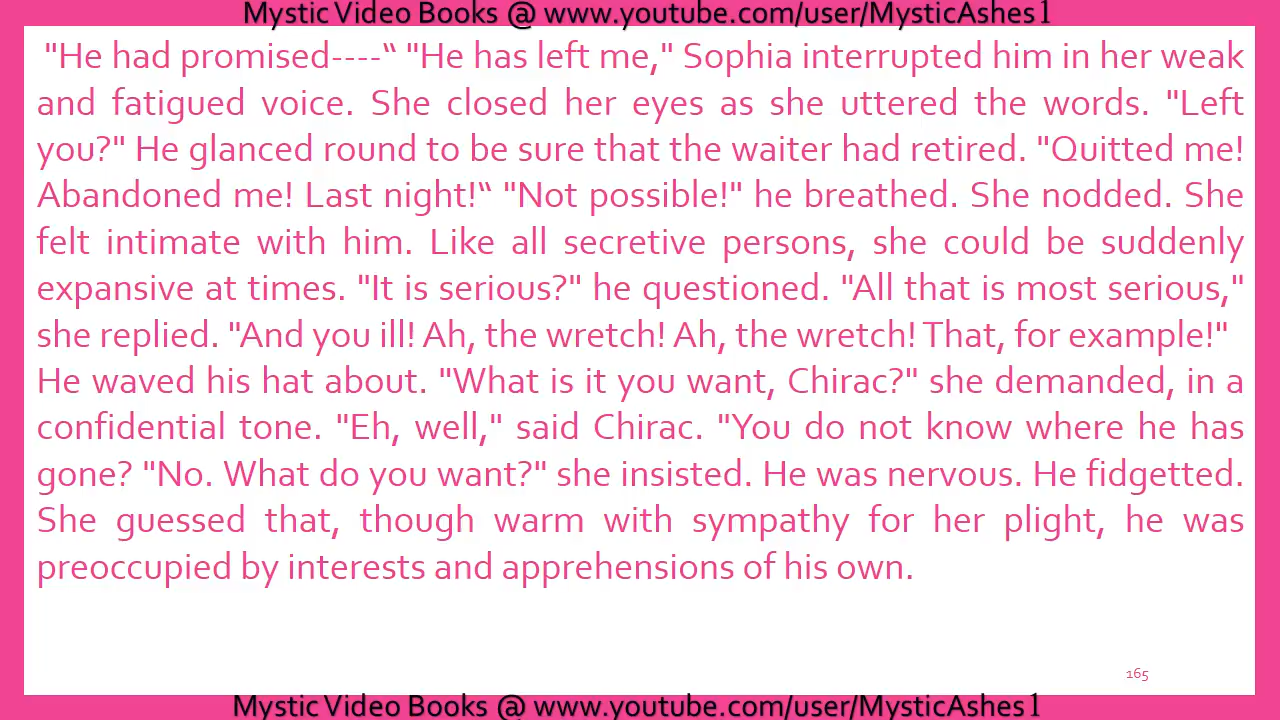 Mystic Video Books @ www.youtube.com/user/MysticAshes1
"He had promised----“ "He has left me," Sophia interrupted him in her weak
and fatigued voice. She closed her eyes as she uttered the words. "Left
you?" He glanced round to be sure that the waiter had retired. "Quitted me!
Abandoned me! Last night!“ "Not possible!" he breathed. She nodded. She
felt intimate with him. Like all secretive persons, she could be suddenly
expansive at times. "It is serious?" he questioned. "All that is most serious,"
she replied. "And you ill! Ah, the wretch! Ah, the wretch! That, for example!"
He waved his hat about. "What is it you want, Chirac?" she demanded, in a
confidential tone. "Eh, well," said Chirac. "You do not know where he has
gone? "No. What do you want?" she insisted. He was nervous. He fidgetted.
She guessed that, though warm with sympathy for her plight, he was
preoccupied by interests and apprehensions of his own.
165
Mystic Video Books @ www.youtube.com/user/MysticAshes1